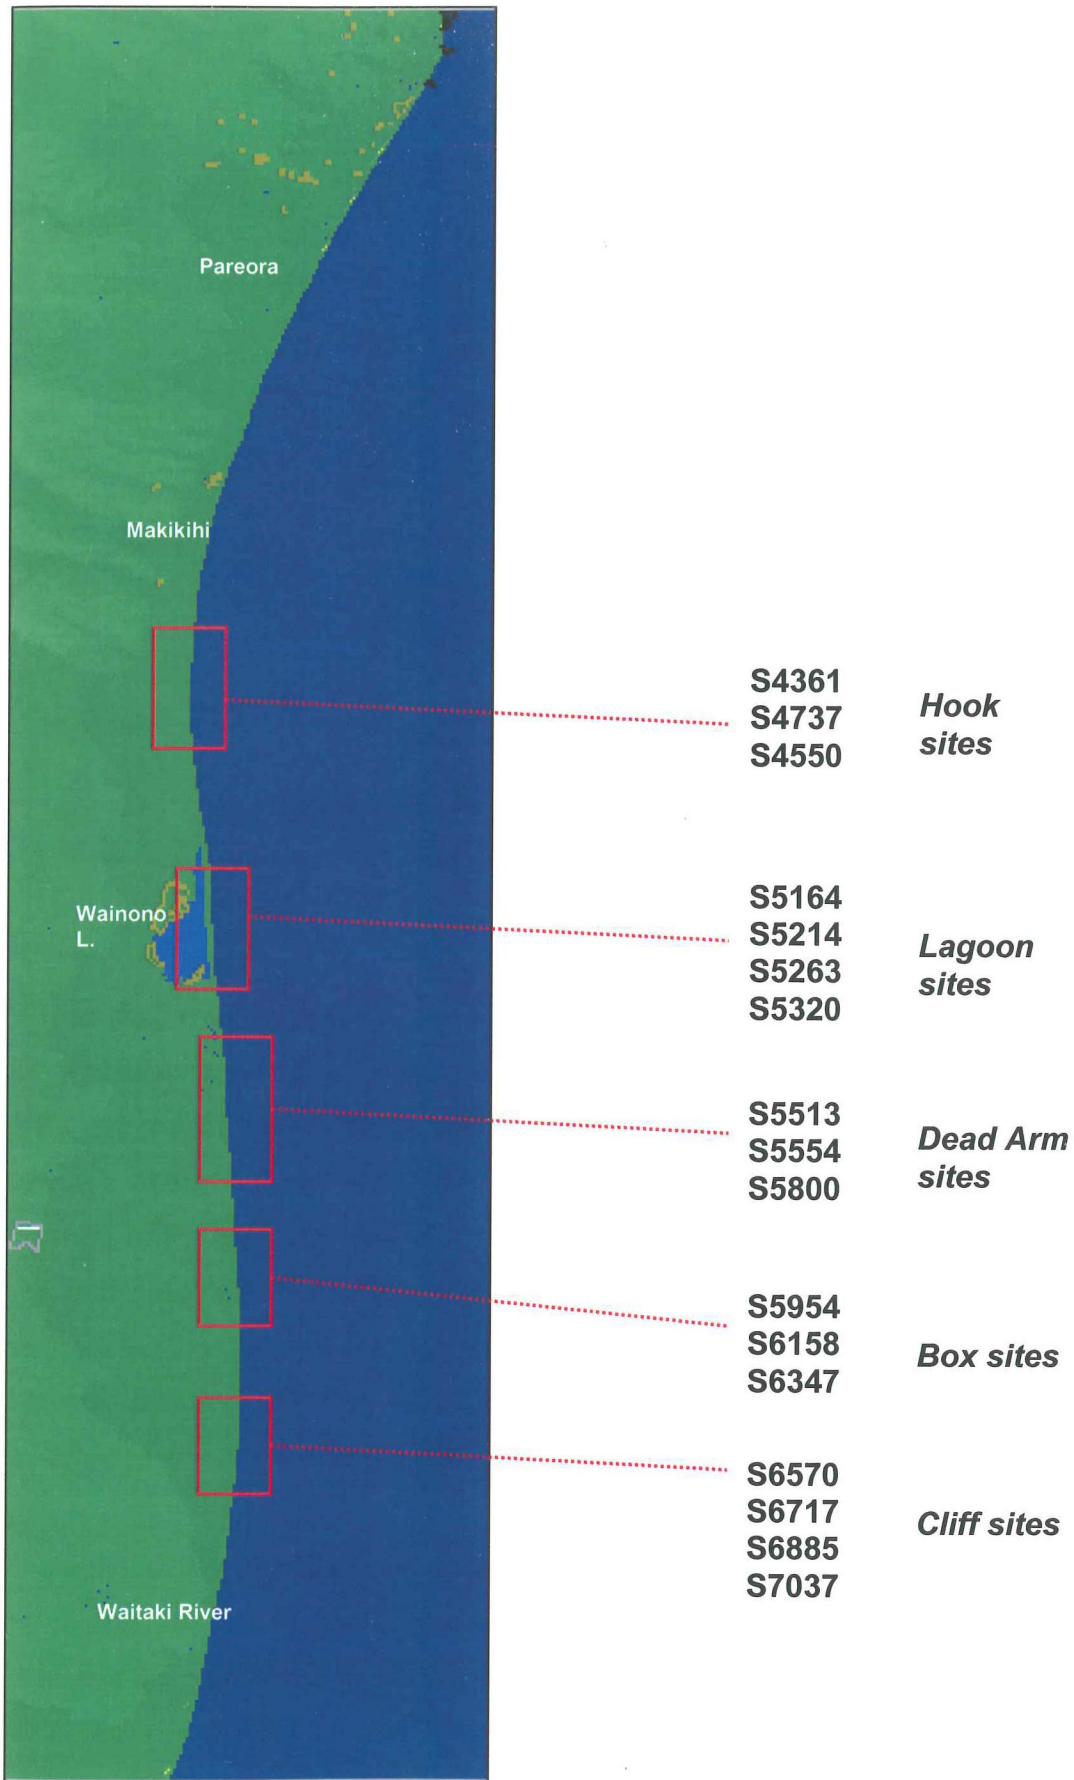 Pareora
Makikihi
S4361
S4737
S4550
Hook
sites
Wainono
L.
S5164
S5214
S5263
S5320
Lagoon
sites
S5513
S5554
S5800
Dead Arm
sites
S5954
S6158
S6347
Box sites
S6570
S6717
S6885
S7037
Cliff sites
Waitaki River